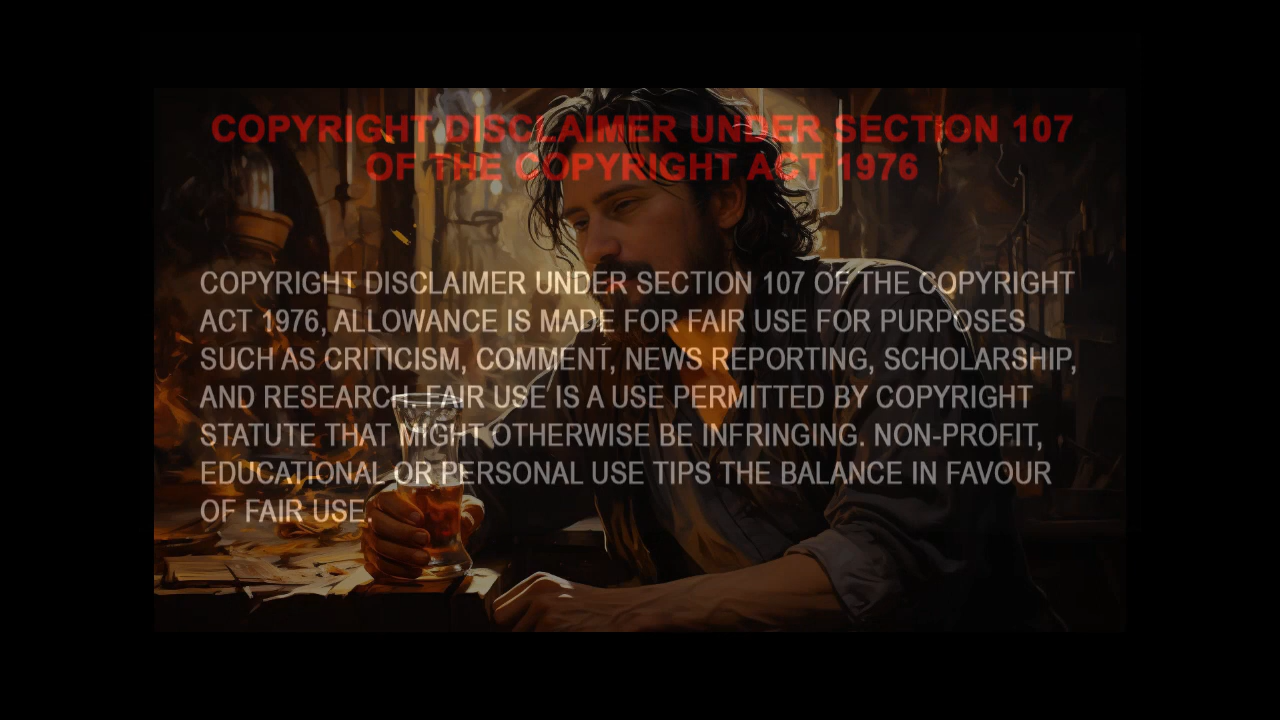 COPYRIGHT DISCLAIMER UNDER SECTION 107
OF THE COPYRIGHT ACT 1976
COPYRIGHT DISCLAIMER UNDER SECTION 107 OF THE COPYRIGHT
ACT 1976, ALLOWANCE IS MADE FOR FAIR USE FOR PURPOSES
SUCH AS CRITICISM, COMMENT, NEWS REPORTING, SCHOLARSHIP,
AND RESEARCH. FAIR USE IS A USE PERMITTED BY COPYRIGHT
STATUTE THAT MIGHT OTHERWISE BE INFRINGING. NON-PROFIT,
EDUCATIONAL OR PERSONAL USE TIPS THE BALANCE IN FAVOUR
OF FAIR USE.